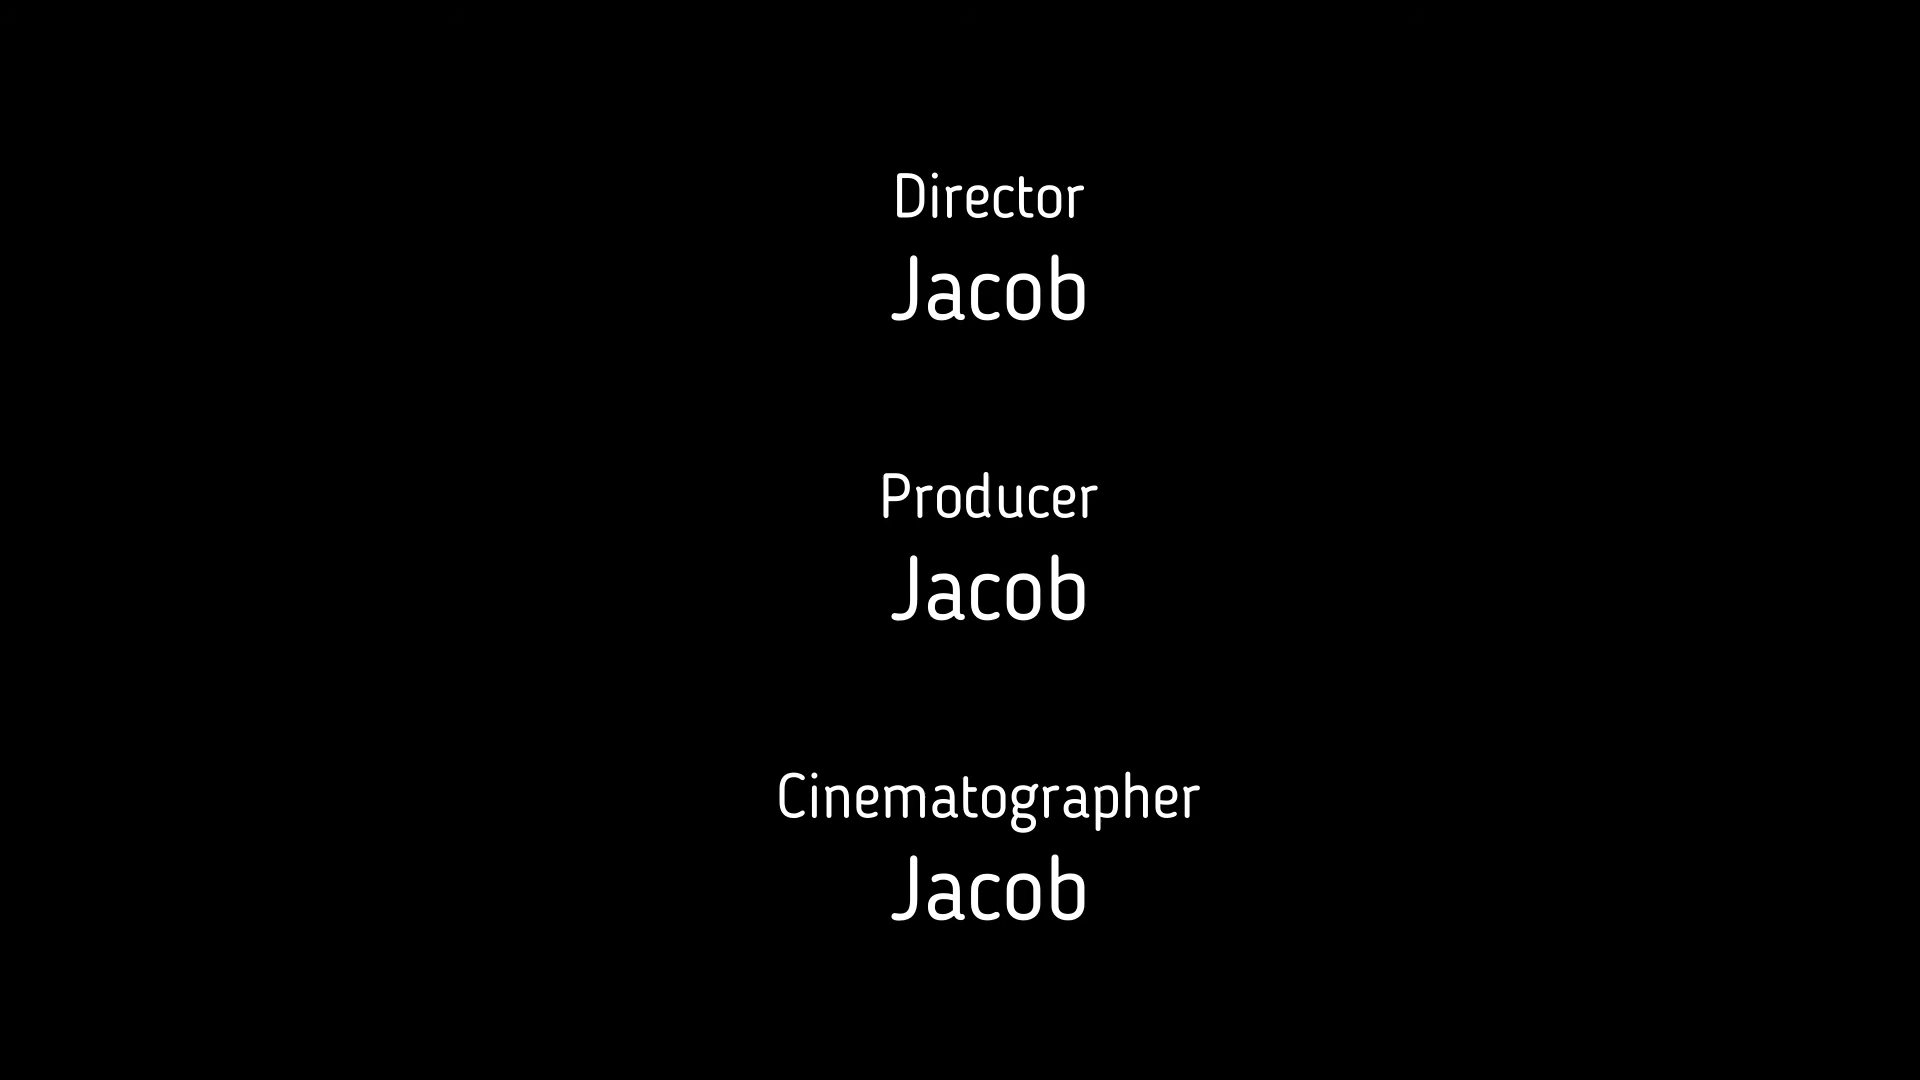 Director
Jacob
Producer
Jacob
Cinematographer
Jacob